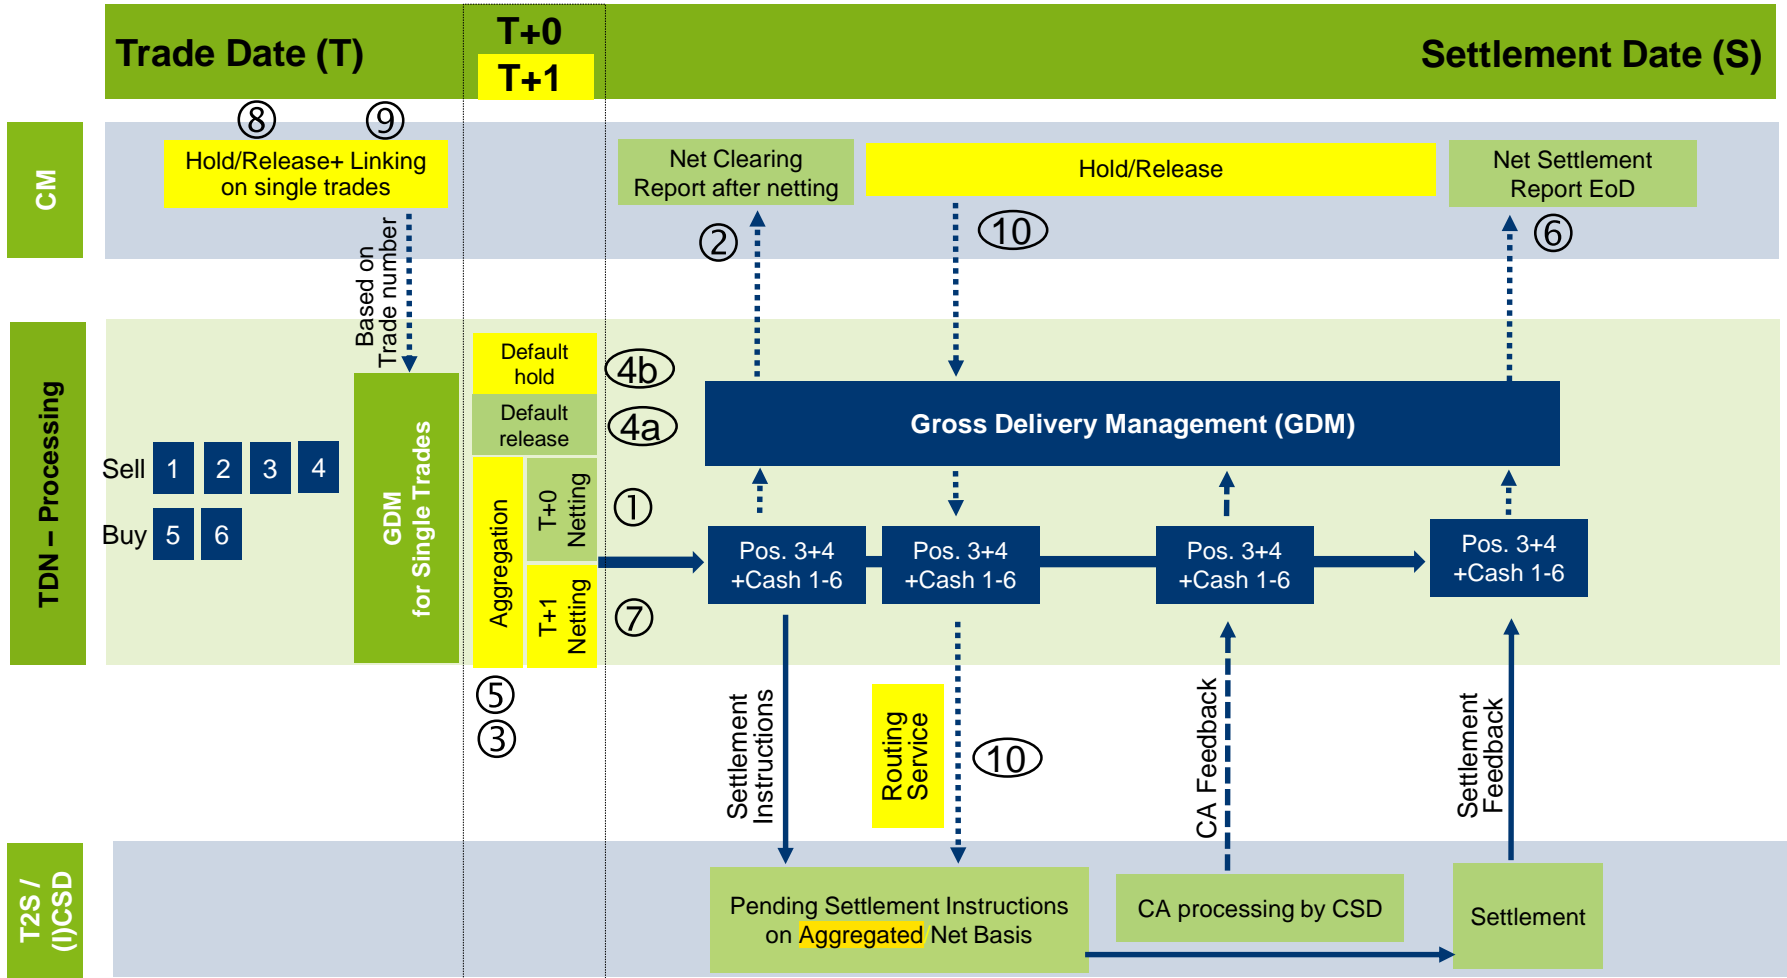 Trade Date (T)
T+0
T+1
Settlement Date (S)
CM
8
9
Hold/Release+ Linking
on single trades
Net Clearing
Report after netting
Hold/Release
Net Settlement
Report EoD
2
10
6
Based on
Trade number
TDN – Processing
Sell 1 2 3 4
Buy 5 6
GDM
for Single Trades
Default
hold
4b
Default
release
4a
Aggregation
T+0
Netting
1
T+1
Netting
7
5
3
Gross Delivery Management (GDM)
Pos. 3+4
+Cash 1-6
Pos. 3+4
+Cash 1-6
Pos. 3+4
+Cash 1-6
Pos. 3+4
+Cash 1-6
Settlement
Instructions
Routing
Service
10
CA Feedback
Settlement
Feedback
T2S /
(I)CSD
Pending Settlement Instructions
on Aggregated/Net Basis
CA processing by CSD
Settlement